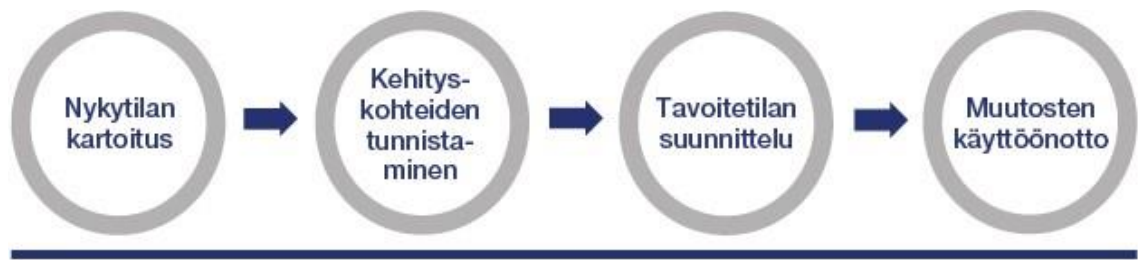 Nykytilan
kartoitus
Kehitys-
kohteiden
tunnista-
minen
Tavoitetilan
suunnittelu
Muutosten
käyttöönotto